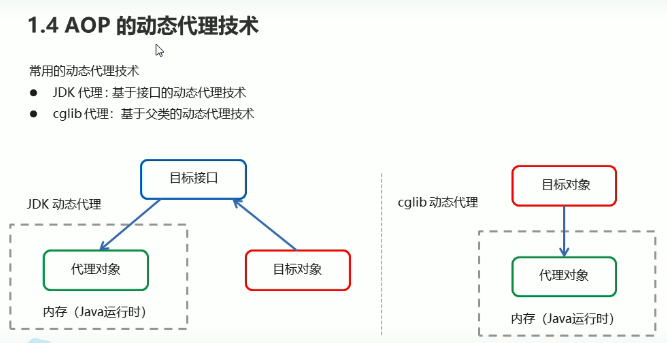 1.4 AOP 的动态代理技术
常用的动态代理技术
● JDK 代理 : 基于接口的动态代理技术
● cglib 代理：基于父类的动态代理技术
目标接口
JDK 动态代理
代理对象
目标对象
内存（Java运行时）
目标对象
cglib 动态代理
代理对象
内存（Java运行时）